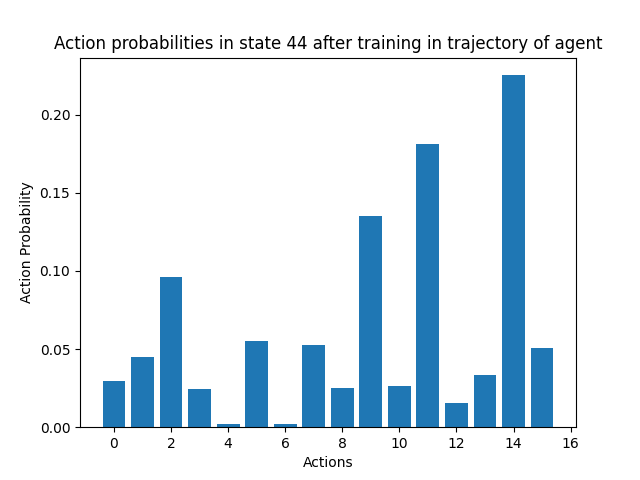 Action probabilities in state 44 after training in trajectory of agent
0.20
0.15
0.10
0.05
0.00
Action Probability
0 2 4 6 8 10 12 14 16
Actions